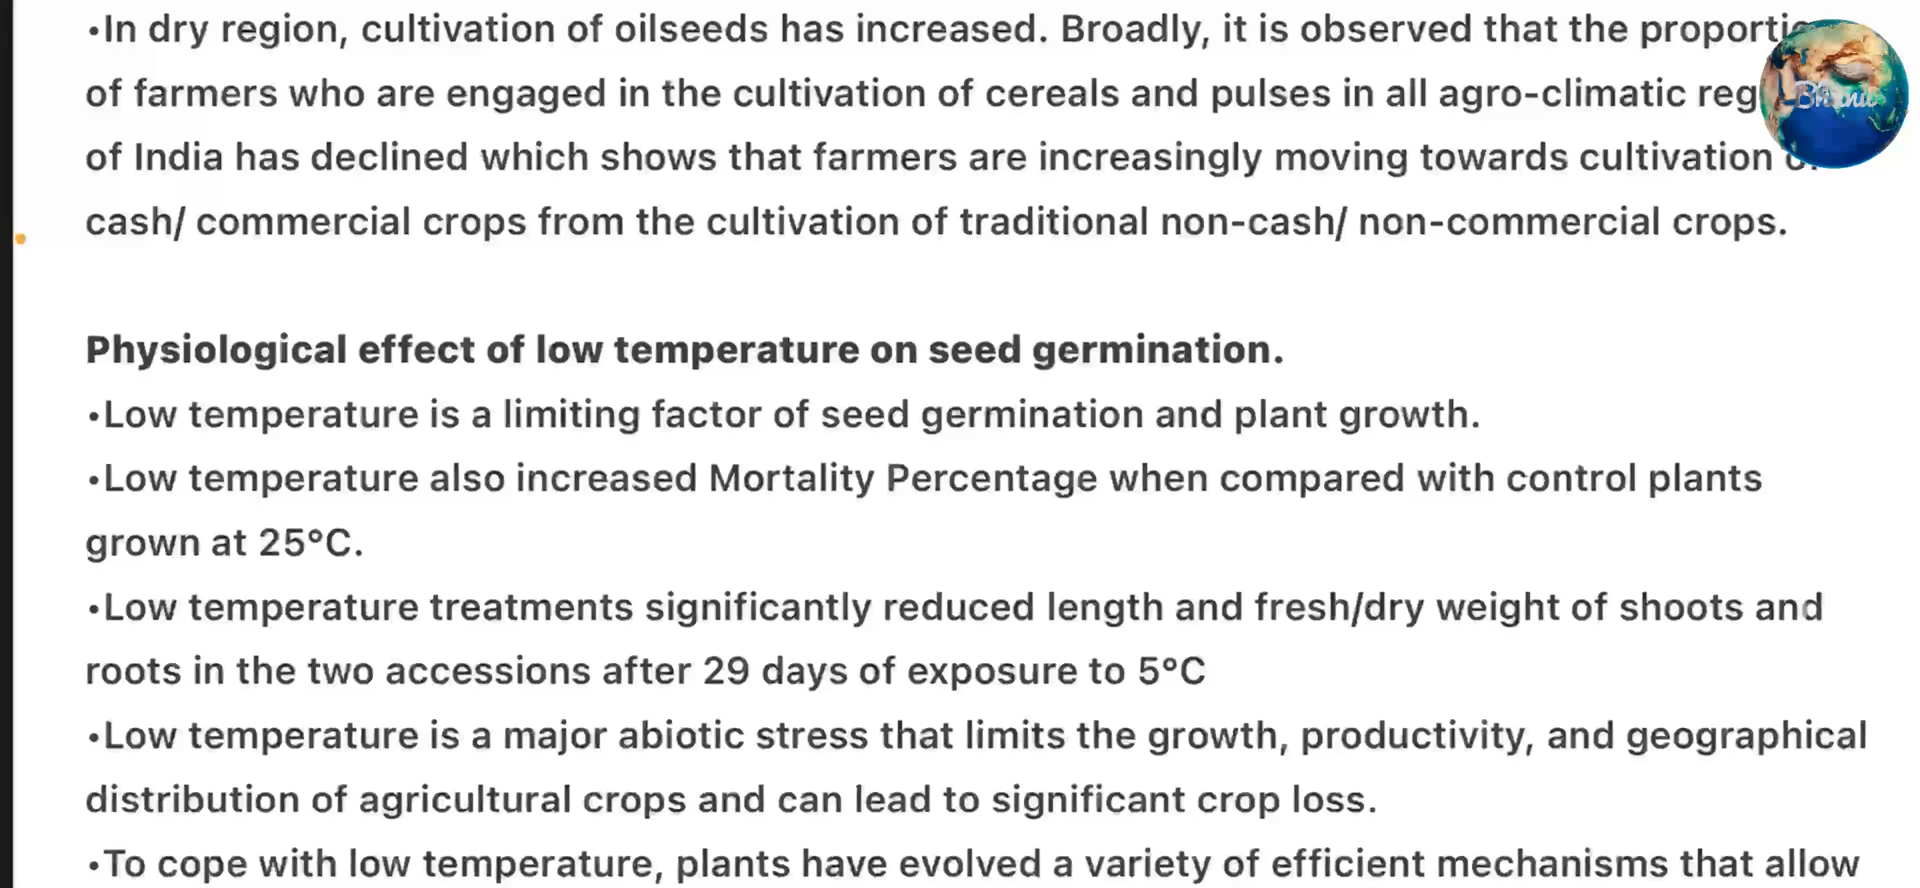 •In dry region, cultivation of oilseeds has increased. Broadly, it is observed that the
of farmers who are engaged in the cultivation of cereals and pulses in all agro-climatic
of India has declined which shows that farmers are increasingly moving towards cultivation
cash/ commercial crops from the cultivation of traditional non-cash/ non-commercial crops.
Physiological effect of low temperature on seed germination.
•Low temperature is a limiting factor of seed germination and plant growth.
•Low temperature also increased Mortality Percentage when compared with control plants
grown at 25°C.
•Low temperature treatments significantly reduced length and fresh/dry weight of shoots and
roots in the two accessions after 29 days of exposure to 5°C
•Low temperature is a major abiotic stress that limits the growth, productivity, and geographical
distribution of agricultural crops and can lead to significant crop loss.
•To cope with low temperature, plants have evolved a variety of efficient mechanisms that allow